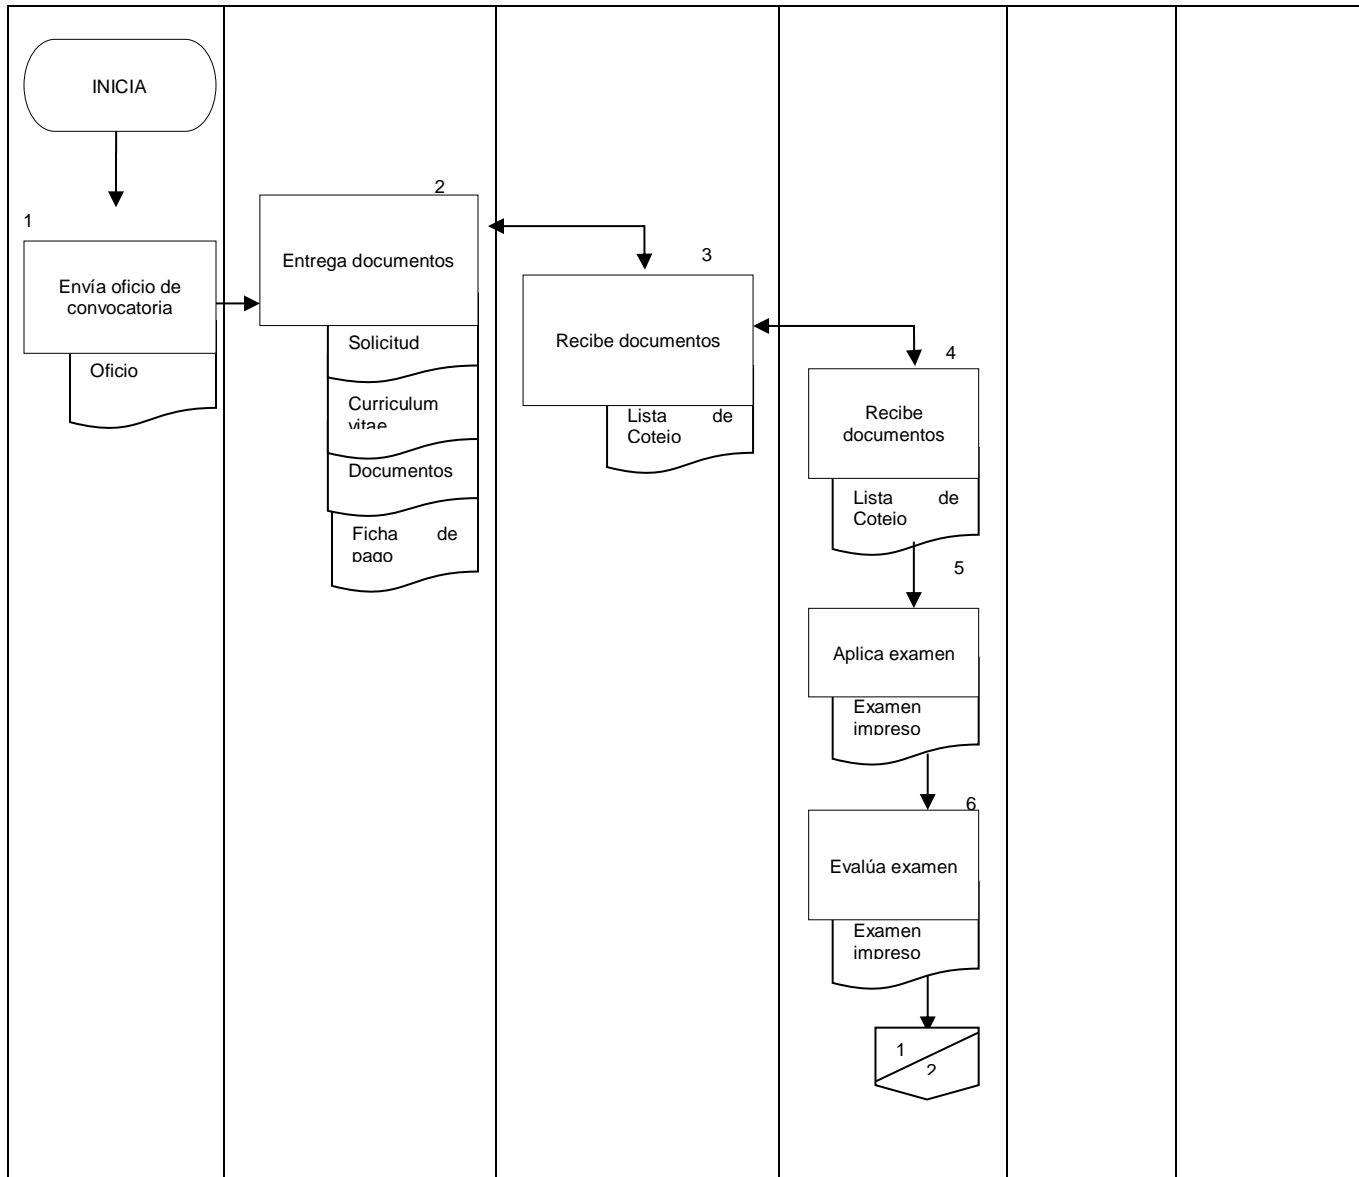 INICIA
1
Envía oficio de
convocatoria
Oficio
2
Entrega documentos
Solicitud
Curriculum
vitae
Documentos
Ficha de
pago
3
Recibe documentos
Lista de
Cotejo
4
Recibe
documentos
Lista de
Cotejo
5
Aplica examen
Examen
impreso
6
Evalúa examen
Examen
impreso
1
2